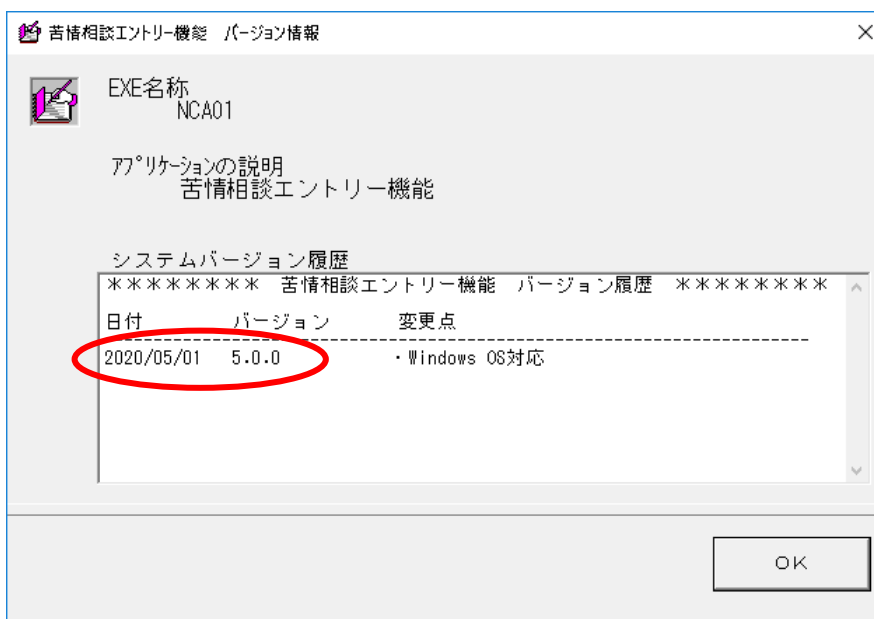 苦情相談エントリー機能　バージョン情報
EXE名称
NCA01
ｱﾌﾟﾘｹｰｼｮﾝの説明
苦情相談エントリー機能
システムバージョン履歴
＊＊＊＊＊＊＊＊　苦情相談エントリー機能　バージョン履歴　＊＊＊＊＊＊＊＊
日付　バージョン　変更点
--------------------------------------------------------------------------
2020/05/01　5.0.0　・Windows OS対応
ＯＫ